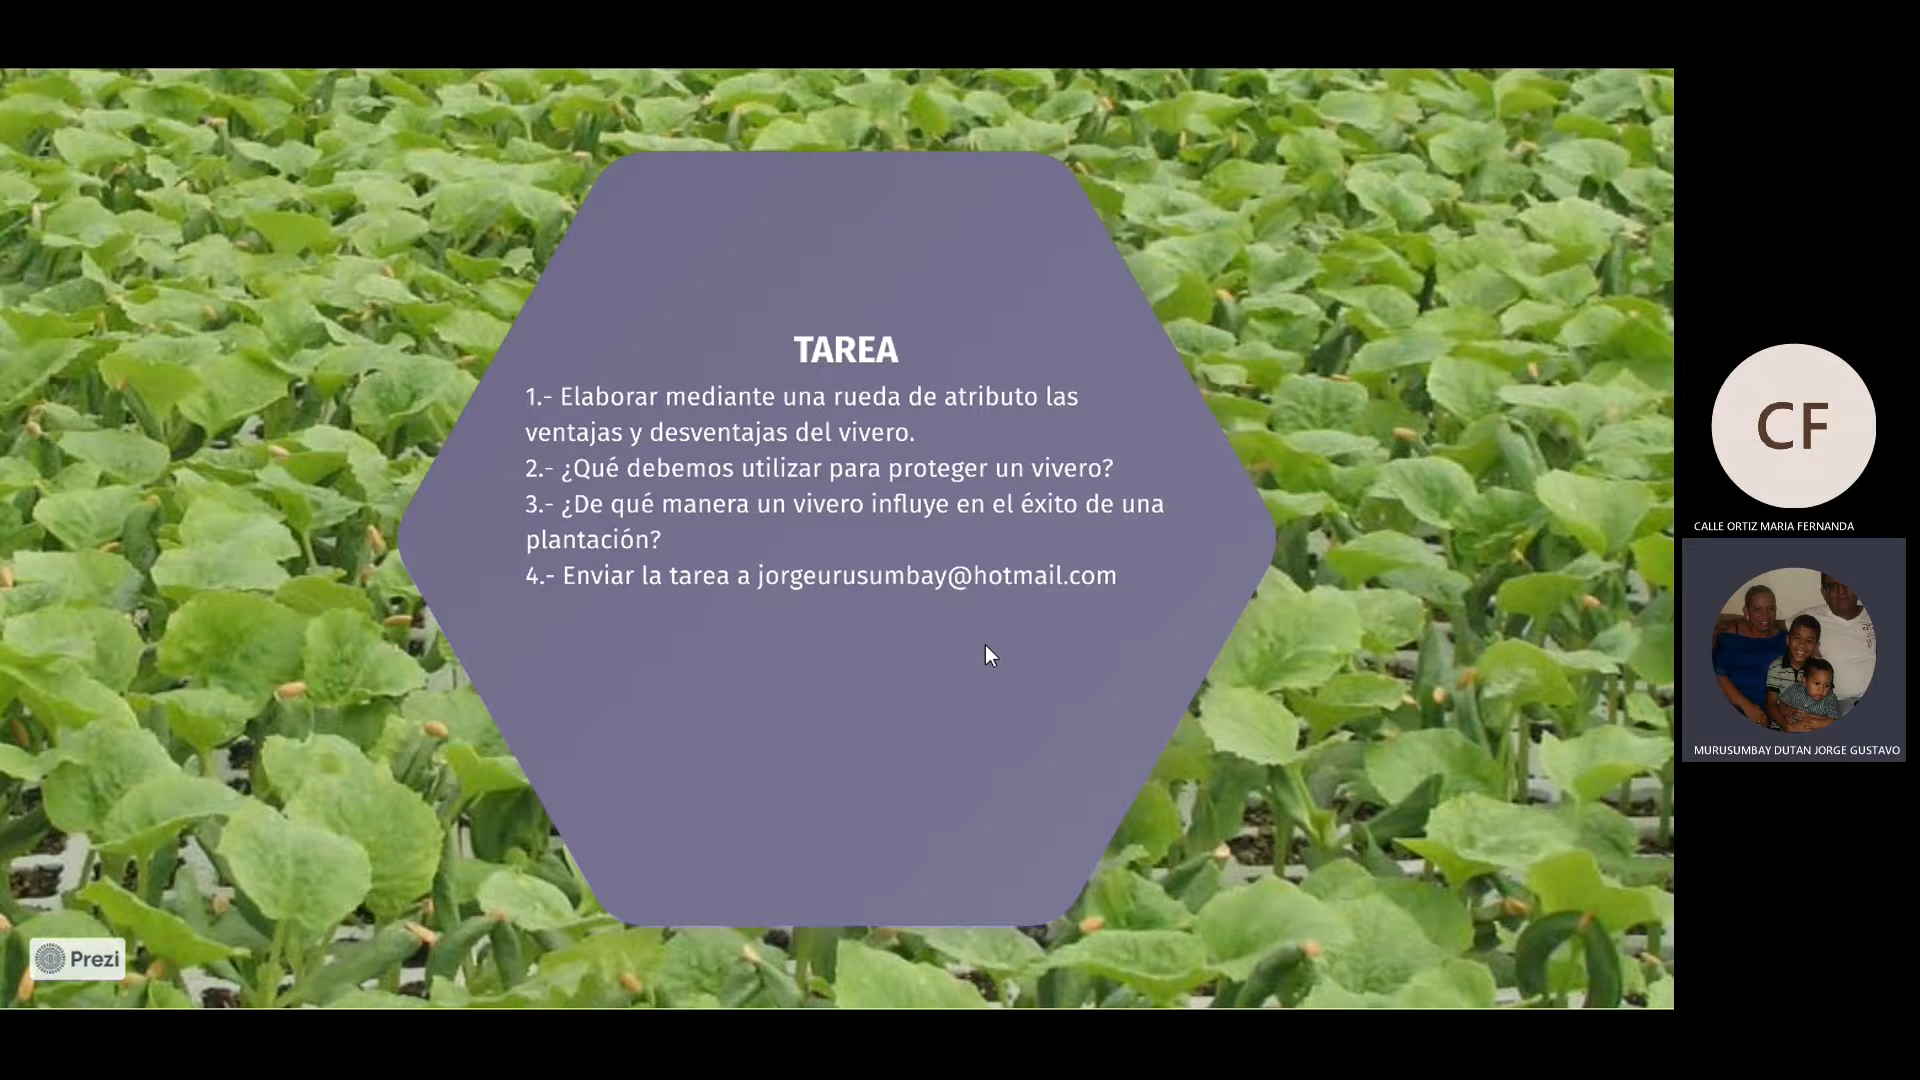 TAREA
1.- Elaborar mediante una rueda de atributo las
ventajas y desventajas del vivero.
2.- ¿Qué debemos utilizar para proteger un vivero?
3.- ¿De qué manera un vivero influye en el éxito de una
plantación?
4.- Enviar la tarea a jorgeurusumbay@hotmail.com
CF
CALLE ORTIZ MARIA FERNANDA
MURUSUMBAY DUTAN JORGE GUSTAVO
Prezi